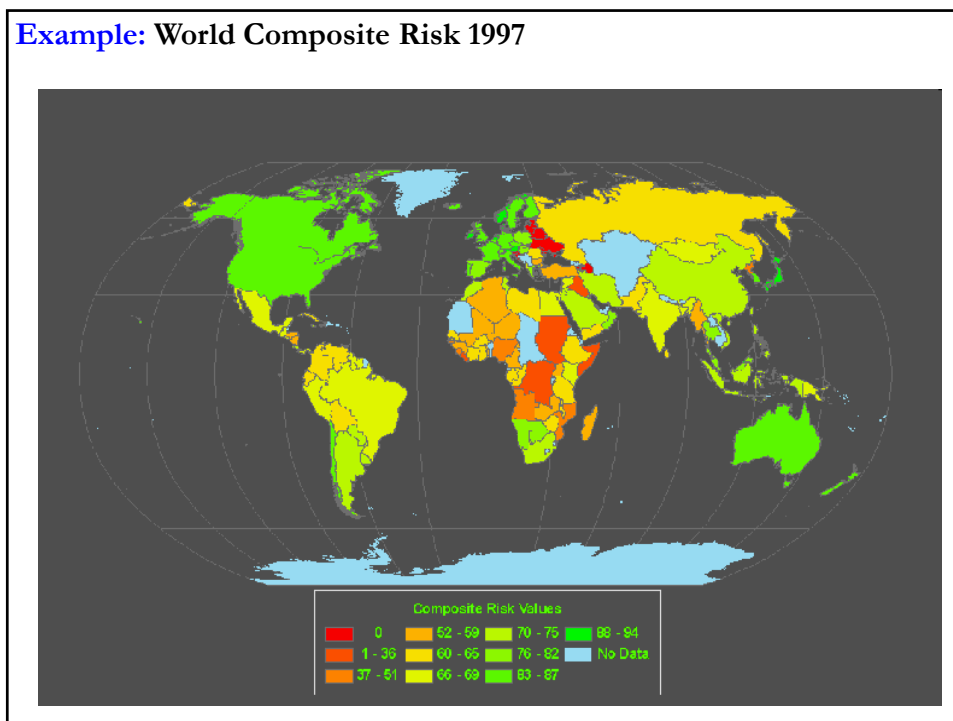 Example: World Composite Risk 1997
Composite Risk Values
0 52 - 59 70 - 75 88 - 94
1 - 36 60 - 65 76 - 82 No Data
37 - 51 66 - 69 83 - 87